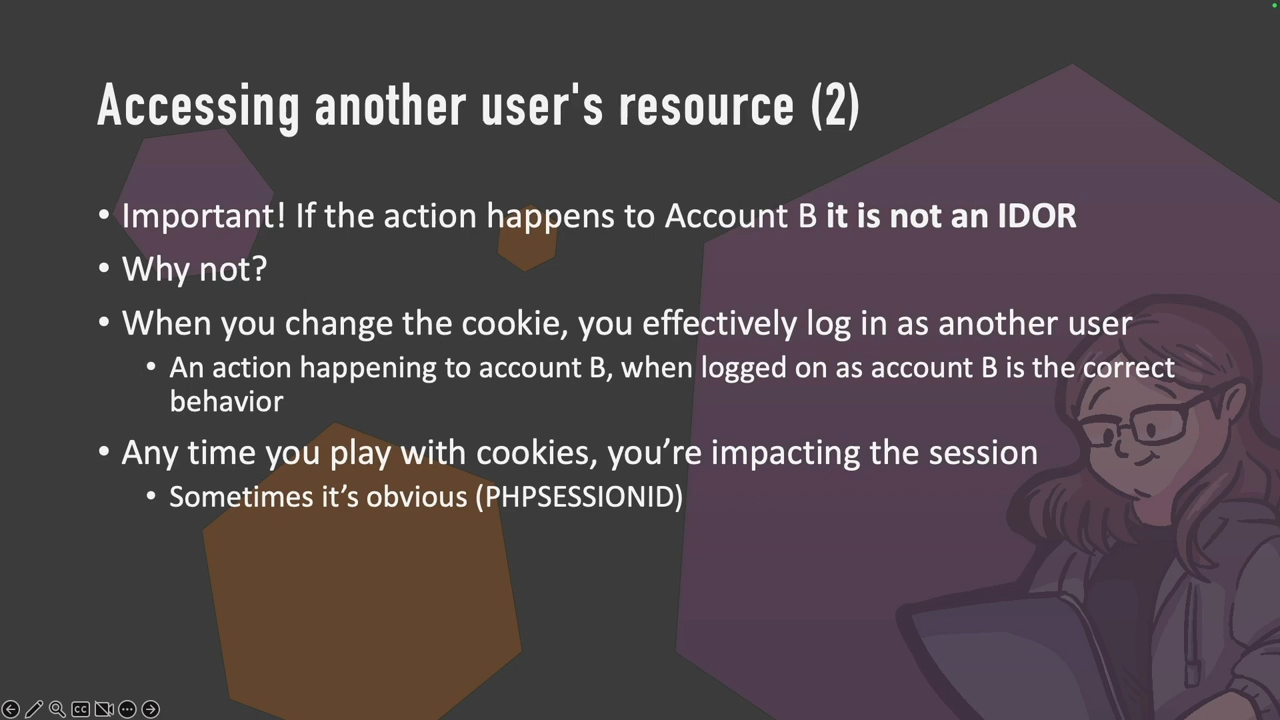 Accessing another user's resource (2)
• Important! If the action happens to Account B it is not an IDOR
• Why not?
• When you change the cookie, you effectively log in as another user
• An action happening to account B, when logged on as account B is the correct
behavior
• Any time you play with cookies, you’re impacting the session
• Sometimes it’s obvious (PHPSESSIONID)
CC